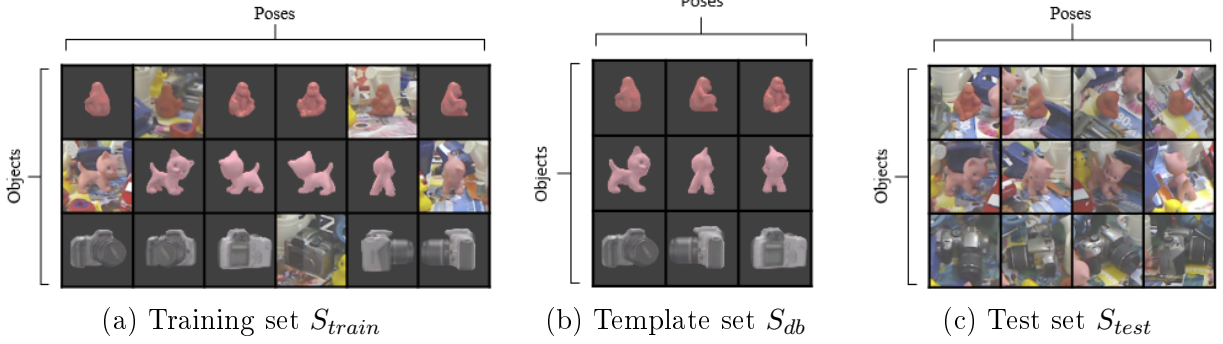 Poses
Objects
(a) Training set S_train
Poses
Objects
(b) Template set S_db
Poses
Objects
(c) Test set S_test